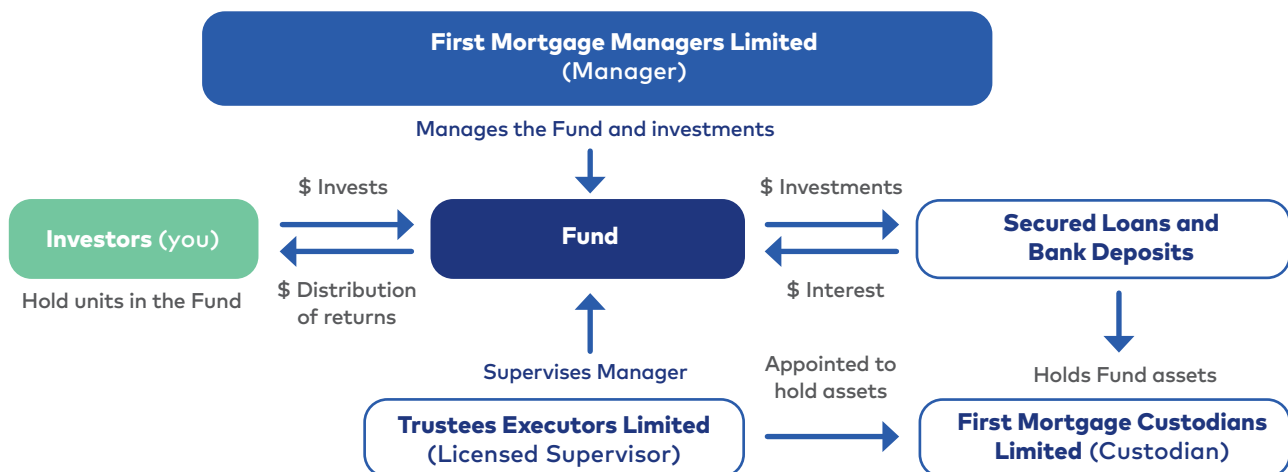 First Mortgage Managers Limited
(Manager)
Manages the Fund and investments
$ Invests
$ Investments
Investors (you)
Fund
Secured Loans and
Bank Deposits
Hold units in the Fund
$ Distribution
of returns
$ Interest
Supervises Manager
Appointed to
hold assets
Holds Fund assets
Trustees Executors Limited
(Licensed Supervisor)
First Mortgage Custodians
Limited (Custodian)